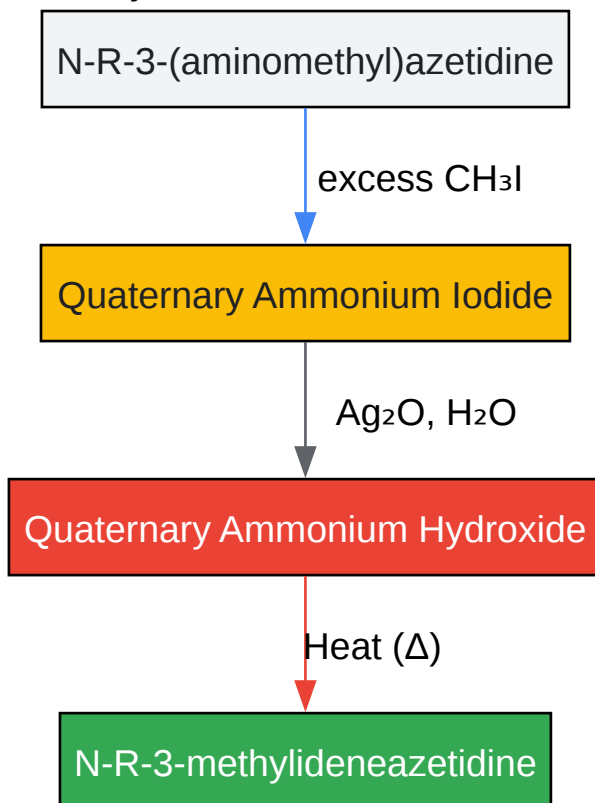 N-R-3-(aminomethyl)azetidine
excess CH₃I
Quaternary Ammonium Iodide
Ag₂O, H₂O
Quaternary Ammonium Hydroxide
Heat (Δ)
N-R-3-methylideneazetidine